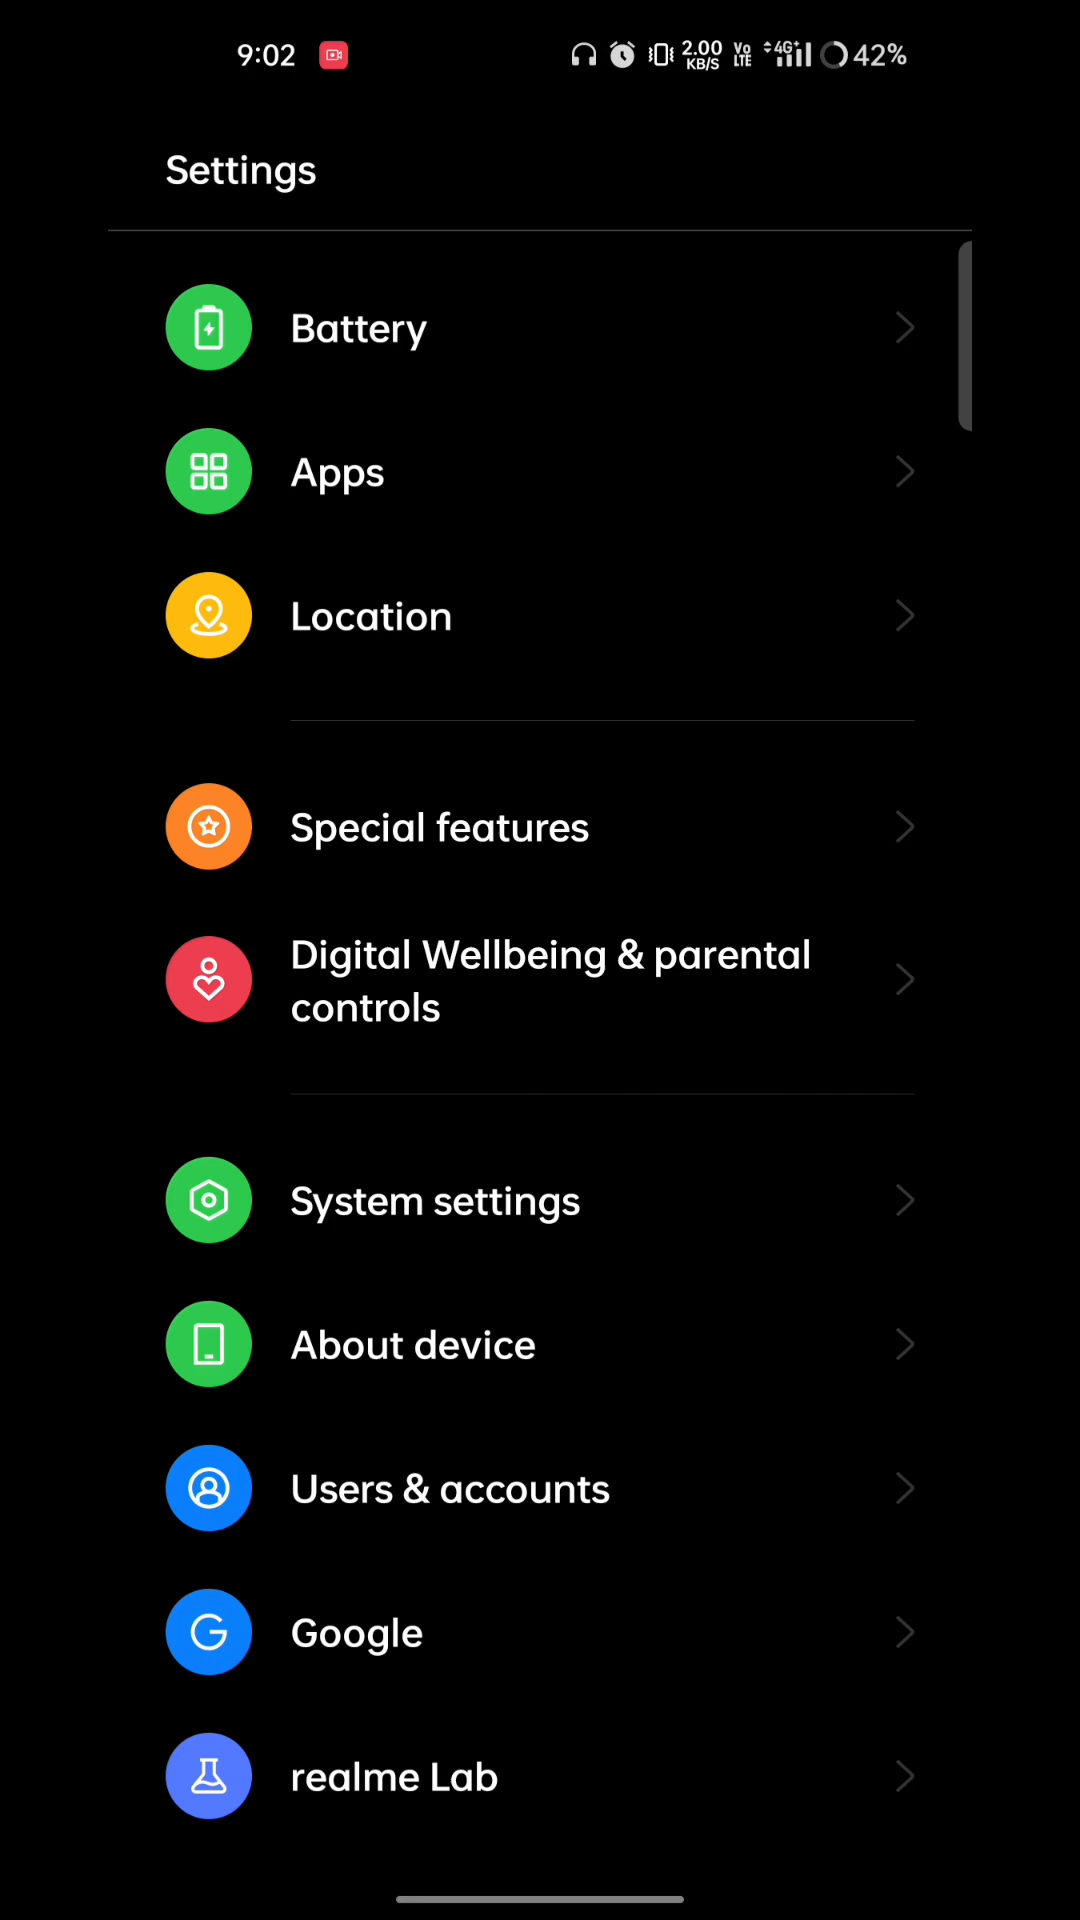 9:02 2.00 KB/S Vo LTE 4G+ 42%
Settings
Battery
Apps
Location
Special features
Digital Wellbeing & parental
controls
System settings
About device
Users & accounts
Google
realme Lab